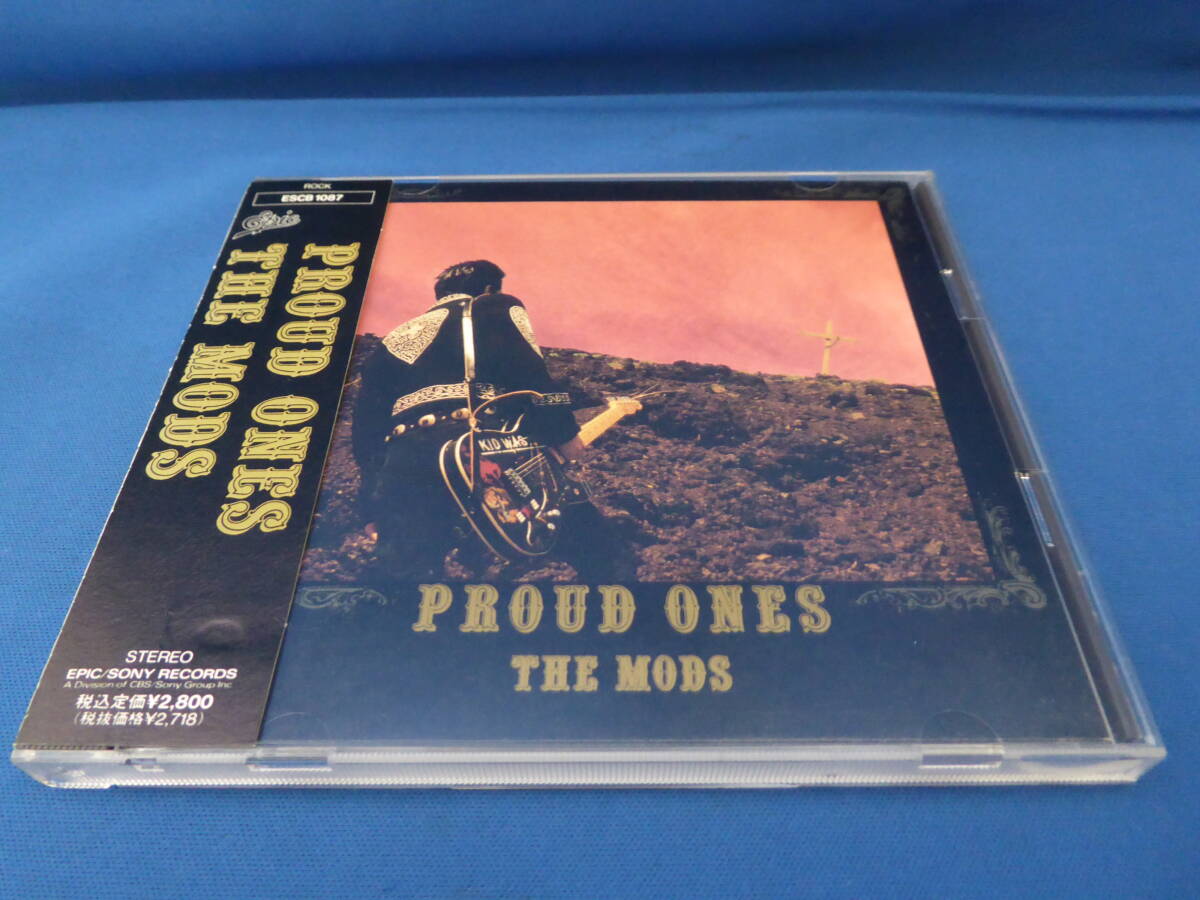 ROCK
ESCB 1087
Epic
PROUD ONES
THE MODS
STEREO
EPIC/SONY RECORDS
A Division of CBS/Sony Group Inc
税込定価¥2,800
(税抜価格¥2,718)
KID WAS
PROUD ONES
THE MODS